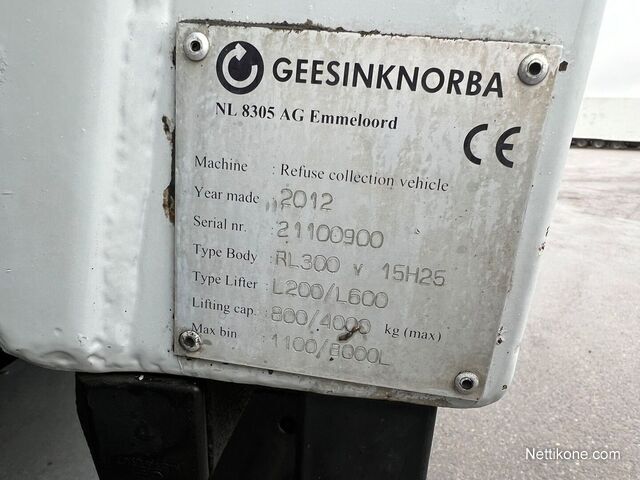 GEESINKNORBA
NL 8305 AG Emmeloord
CE
Machine : Refuse collection vehicle
Year made : 2012
Serial nr. : 21100900
Type Body : RL300 v 15H25
Type Lifter : L200/L600
Lifting cap. : 800/4000 kg (max)
Max bin : 1100/8000L
Nettikone.com